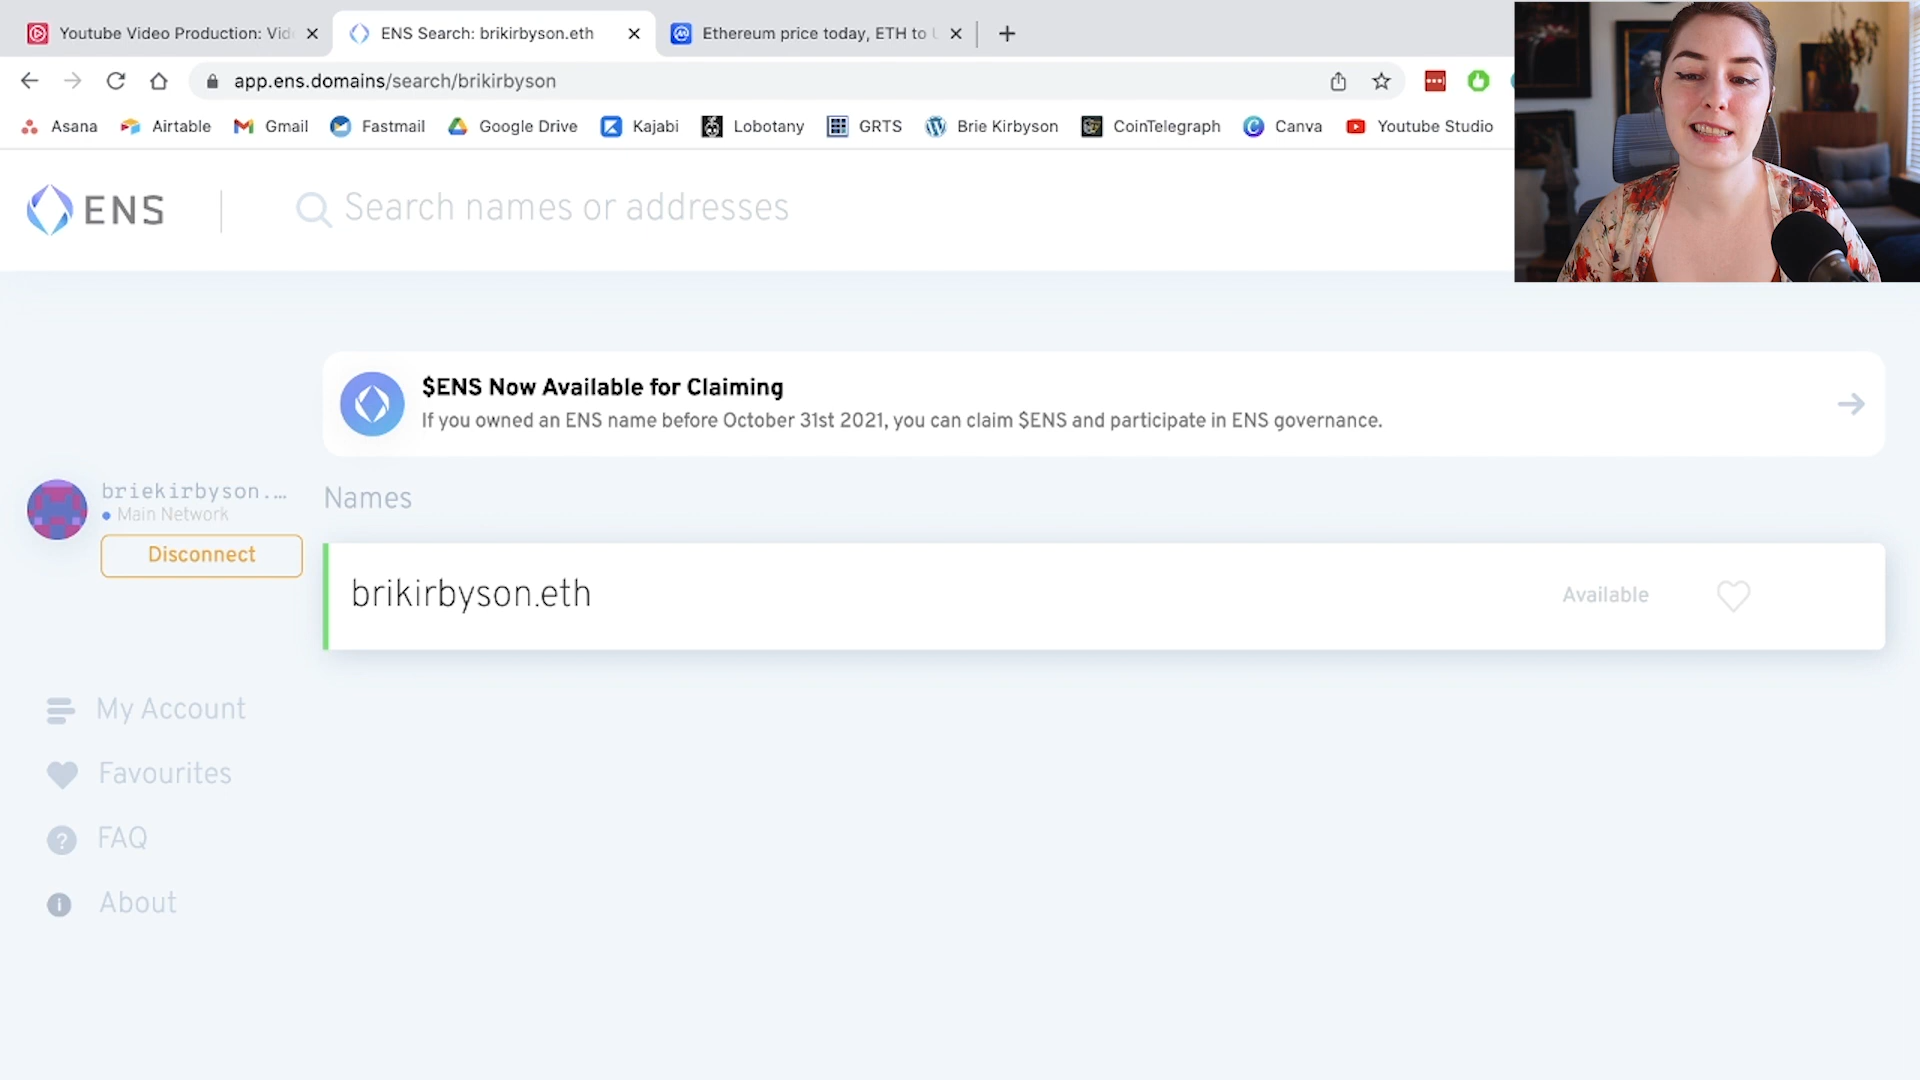 Youtube Video Production: Vid
ENS Search: brikirbyson.eth
Ethereum price today, ETH to U
app.ens.domains/search/brikirbyson
Asana
Airtable
Gmail
Fastmail
Google Drive
Kajabi
Lobotany
GRTS
Brie Kirbyson
CoinTelegraph
Canva
Youtube Studio
ENS
Search names or addresses
$ENS Now Available for Claiming
If you owned an ENS name before October 31st 2021, you can claim $ENS and participate in ENS governance.
briekirbyson.…
Main Network
Disconnect
Names
brikirbyson.eth
Available
My Account
Favourites
FAQ
About